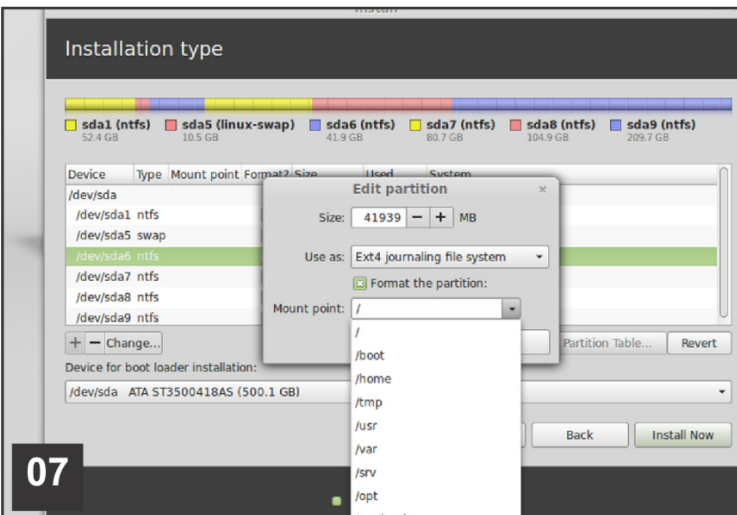 Install
Installation type
sda1 (ntfs) sda5 (linux-swap) sda6 (ntfs) sda7 (ntfs) sda8 (ntfs) sda9 (ntfs)
52.4 GB 10.5 GB 41.9 GB 80.7 GB 104.9 GB 209.7 GB
Device Type Mount point Format? Size Used System
/dev/sda
/dev/sda1 ntfs
/dev/sda5 swap
/dev/sda6 ntfs
/dev/sda7 ntfs
/dev/sda8 ntfs
/dev/sda9 ntfs
+ − Change...
Partition Table... Revert
Edit partition ×
Size: 41939 − + MB
Use as: Ext4 journaling file system
Format the partition:
Mount point: /
/
/boot
/home
/tmp
/usr
/var
/srv
/opt
Device for boot loader installation:
/dev/sda ATA ST3500418AS (500.1 GB)
Back Install Now
07